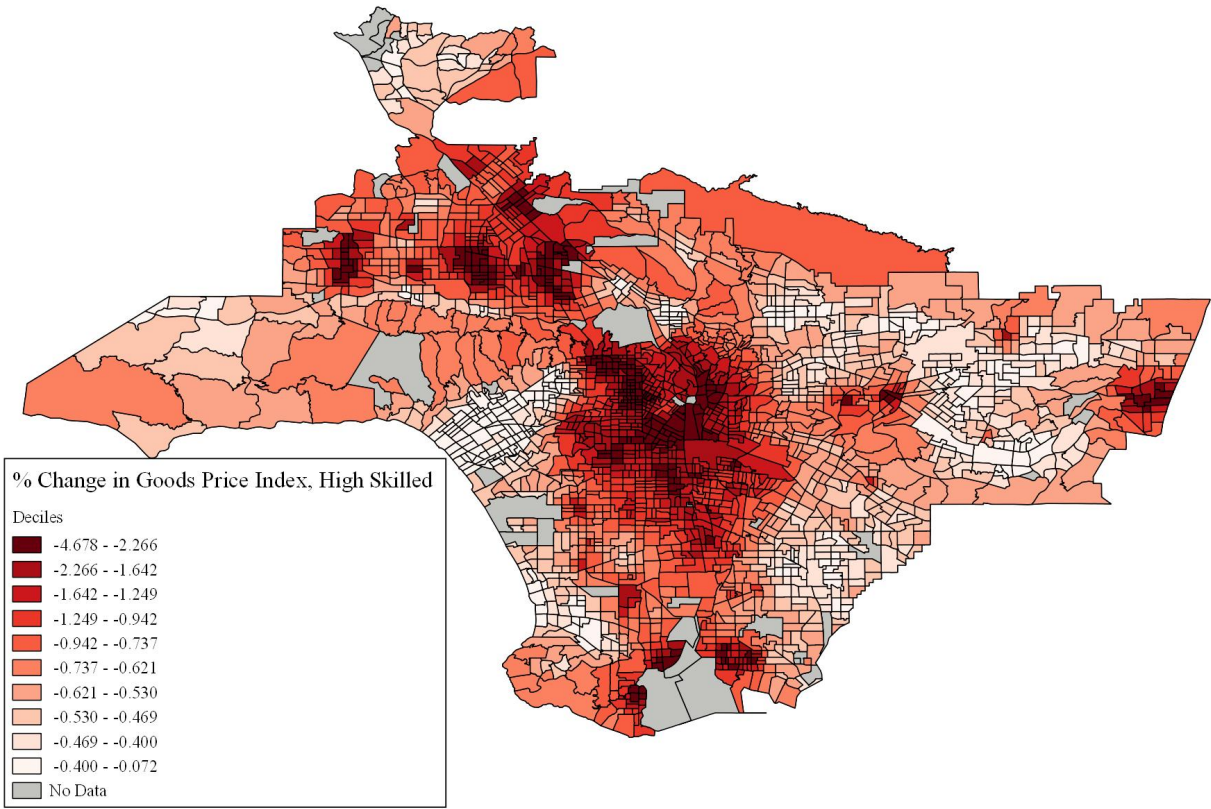 % Change in Goods Price Index, High Skilled
Deciles
-4.678 - -2.266
-2.266 - -1.642
-1.642 - -1.249
-1.249 - -0.942
-0.942 - -0.737
-0.737 - -0.621
-0.621 - -0.530
-0.530 - -0.469
-0.469 - -0.400
-0.400 - -0.072
No Data